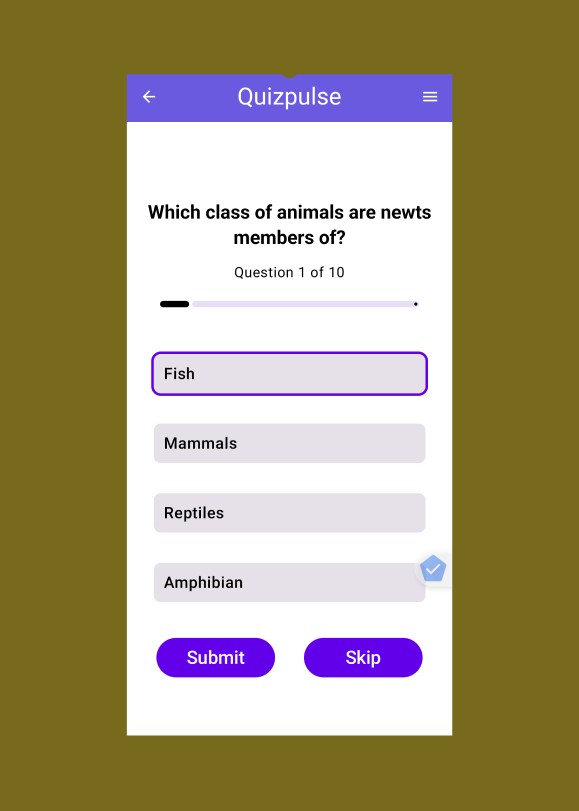 Quizpulse
Which class of animals are newts
members of?
Question 1 of 10
Fish
Mammals
Reptiles
Amphibian
Submit
Skip